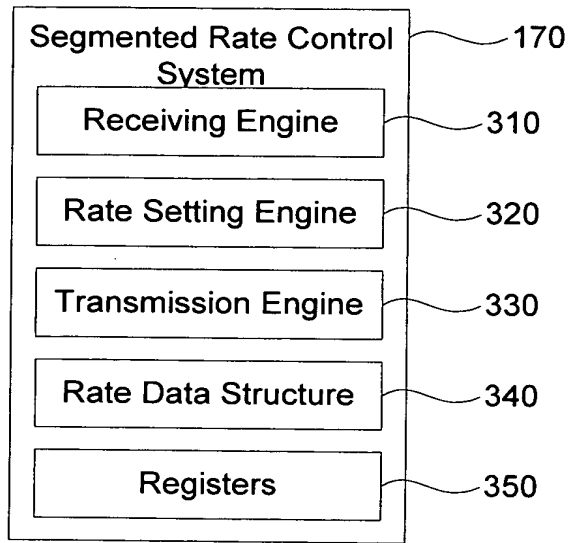 Segmented Rate Control
System
170
Receiving Engine
310
Rate Setting Engine
320
Transmission Engine
330
Rate Data Structure
340
Registers
350